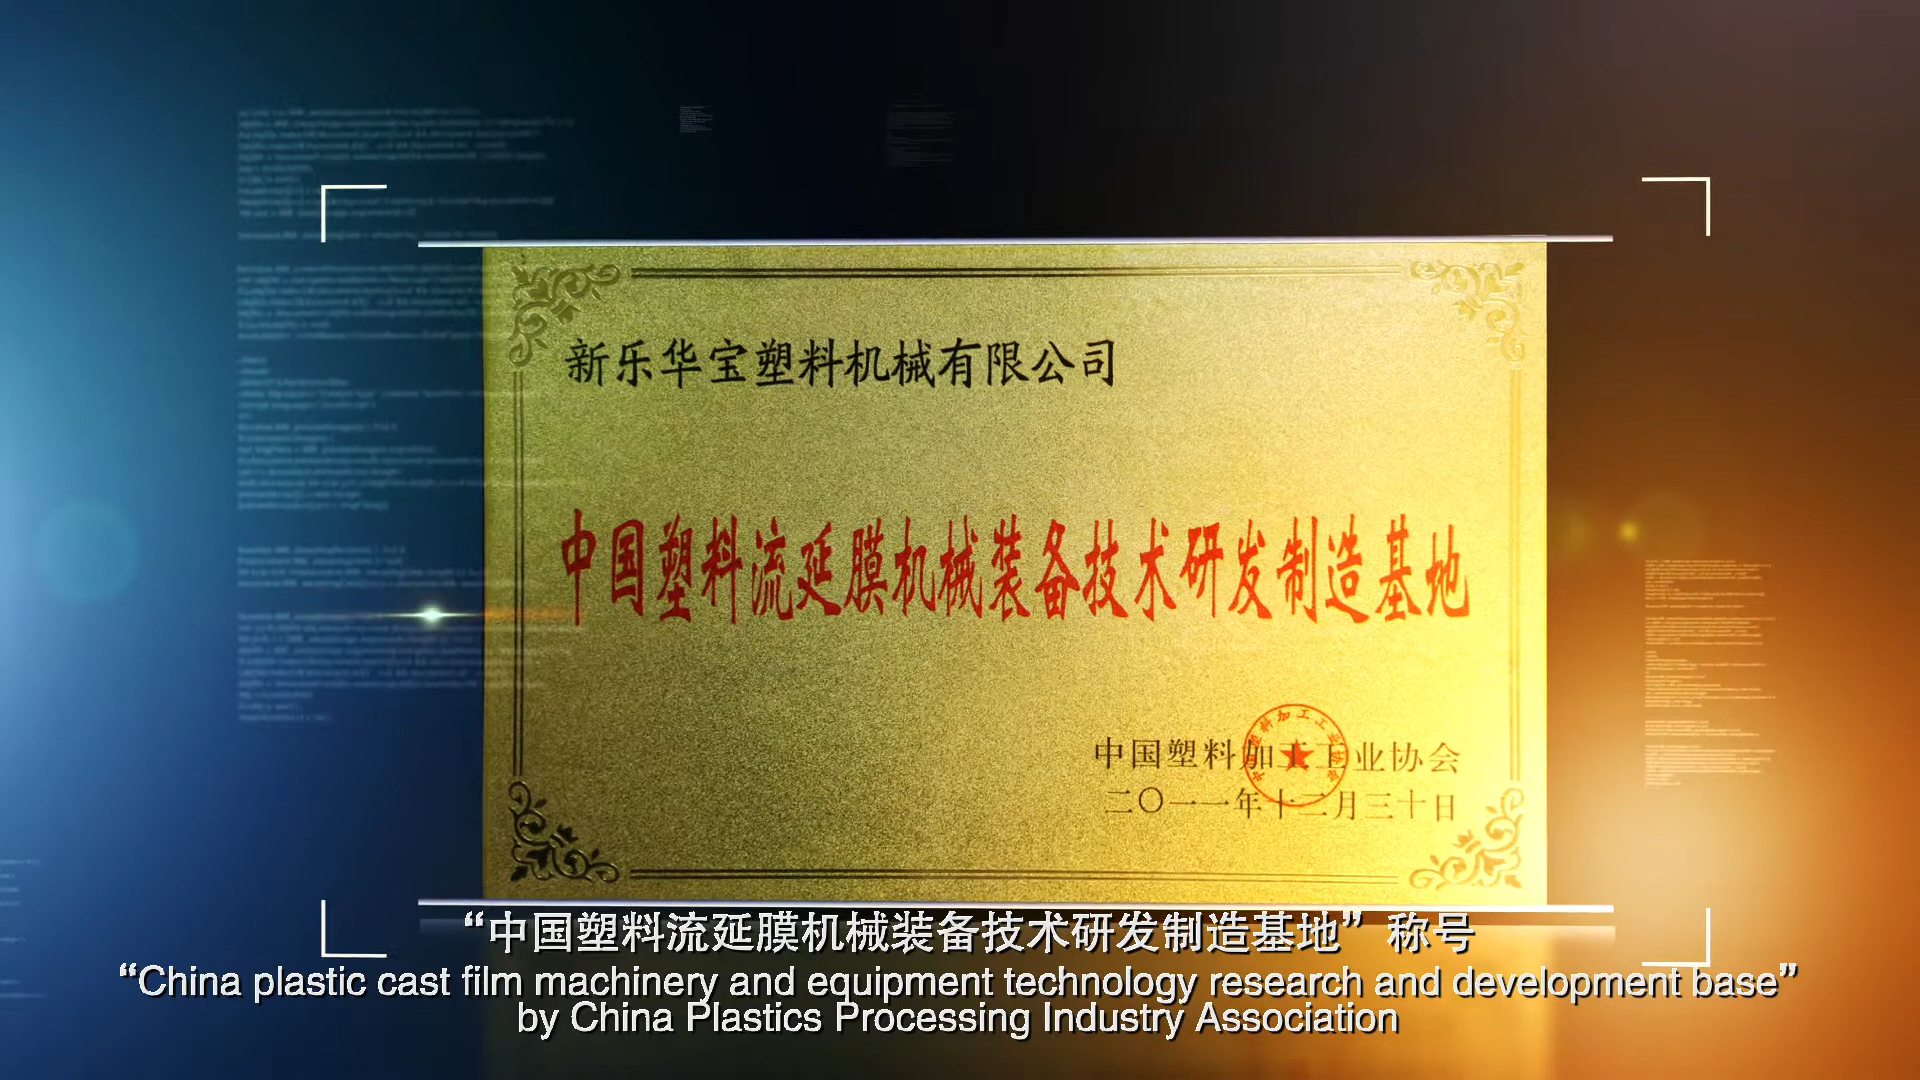 新乐华宝塑料机械有限公司
中国塑料流延膜机械装备技术研发制造基地
中国塑料加工工业协会
二〇一一年十二月三十日
“中国塑料流延膜机械装备技术研发制造基地”称号
“China plastic cast film machinery and equipment technology research and development base”
by China Plastics Processing Industry Association